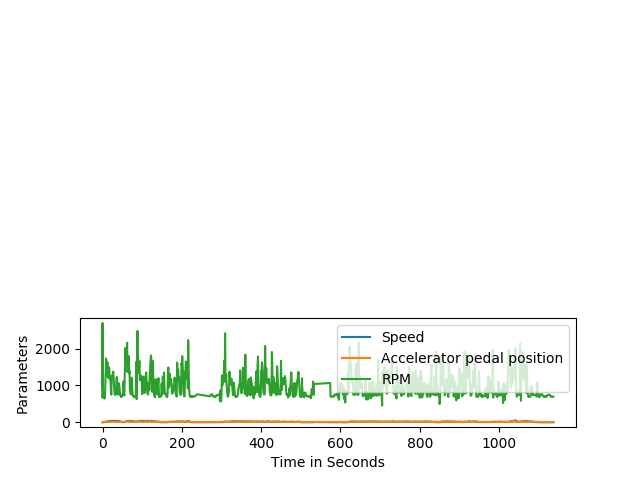 Speed
Accelerator pedal position
RPM
Parameters
2000
1000
0
0 200 400 600 800 1000
Time in Seconds